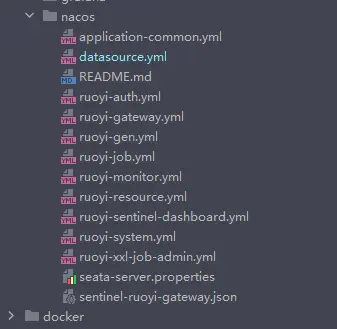 nacos
application-common.yml
datasource.yml
README.md
ruoyi-auth.yml
ruoyi-gateway.yml
ruoyi-gen.yml
ruoyi-job.yml
ruoyi-monitor.yml
ruoyi-resource.yml
ruoyi-sentinel-dashboard.yml
ruoyi-system.yml
ruoyi-xxl-job-admin.yml
seata-server.properties
sentinel-ruoyi-gateway.json
docker